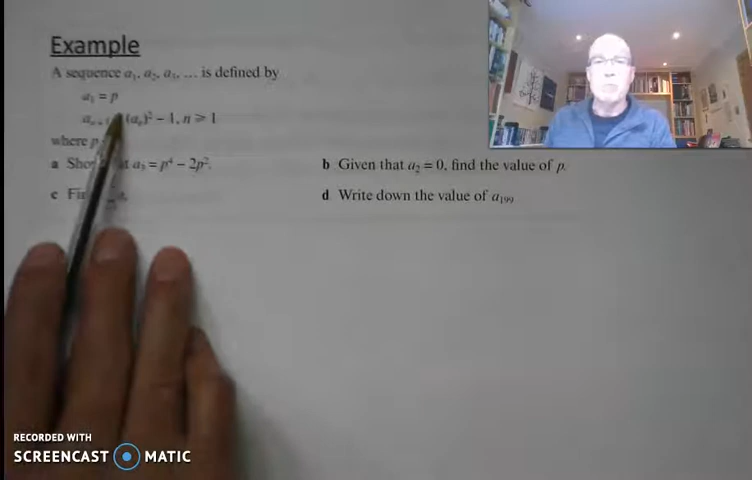 Example
A sequence a₁, a₂, a₃, … is defined by
a₁ = p
(aₙ)² − 1, n ⩾ 1
where p
a Sho t a₃ = p⁴ − 2p².
b Given that a₂ = 0, find the value of p.
c
d Write down the value of a₁₉₉
RECORDED WITH
SCREENCAST MATIC